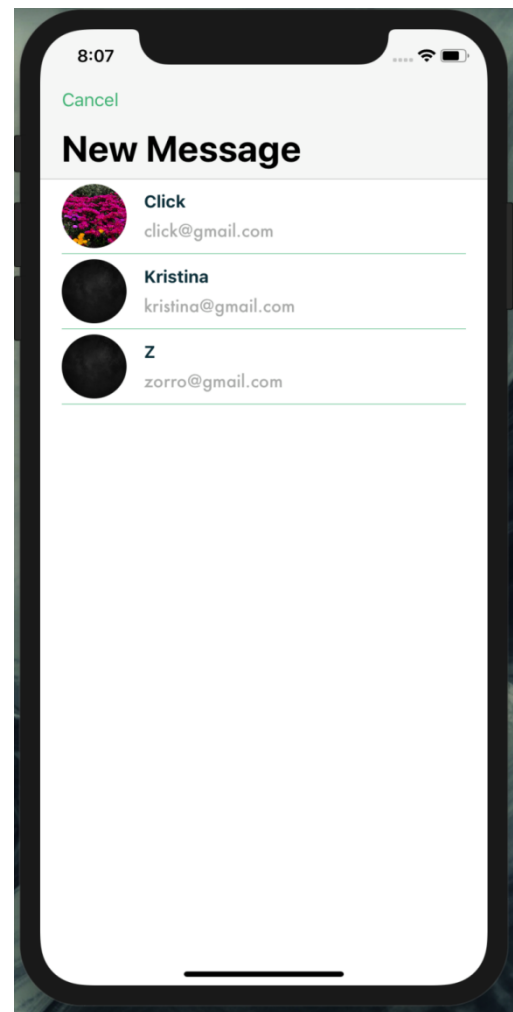 8:07
Cancel
New Message
Click
click@gmail.com
Kristina
kristina@gmail.com
Z
zorro@gmail.com